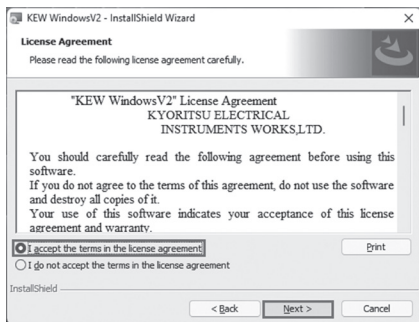 KEW WindowsV2 - InstallShield Wizard
License Agreement
Please read the following license agreement carefully.
"KEW WindowsV2" License Agreement
KYORITSU ELECTRICAL
INSTRUMENTS WORKS,LTD.
You should carefully read the following agreement before using this
software.
If you do not agree to the terms of this agreement, do not use the software
and destroy all copies of it.
Your use of this software indicates your acceptance of this license
agreement and warranty.
I accept the terms in the license agreement
Print
I do not accept the terms in the license agreement
InstallShield
< Back
Next >
Cancel